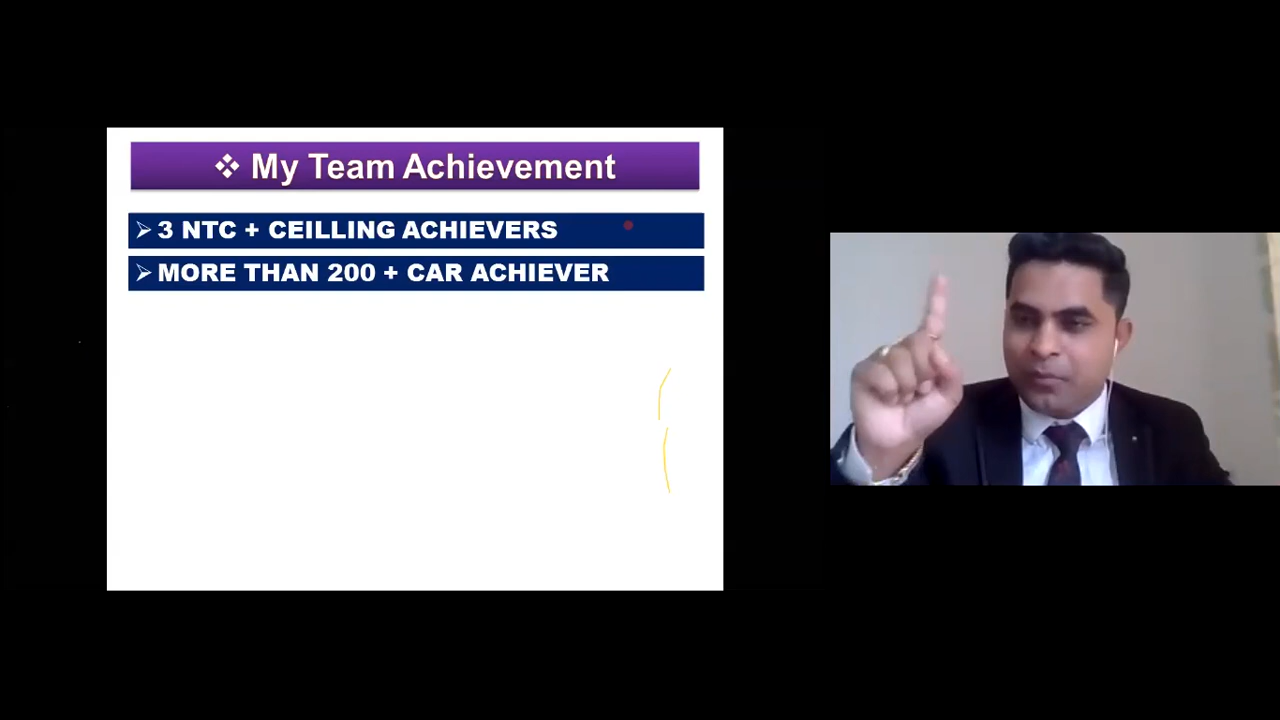 ❖ My Team Achievement
➢ 3 NTC + CEILLING ACHIEVERS
➢ MORE THAN 200 + CAR ACHIEVER